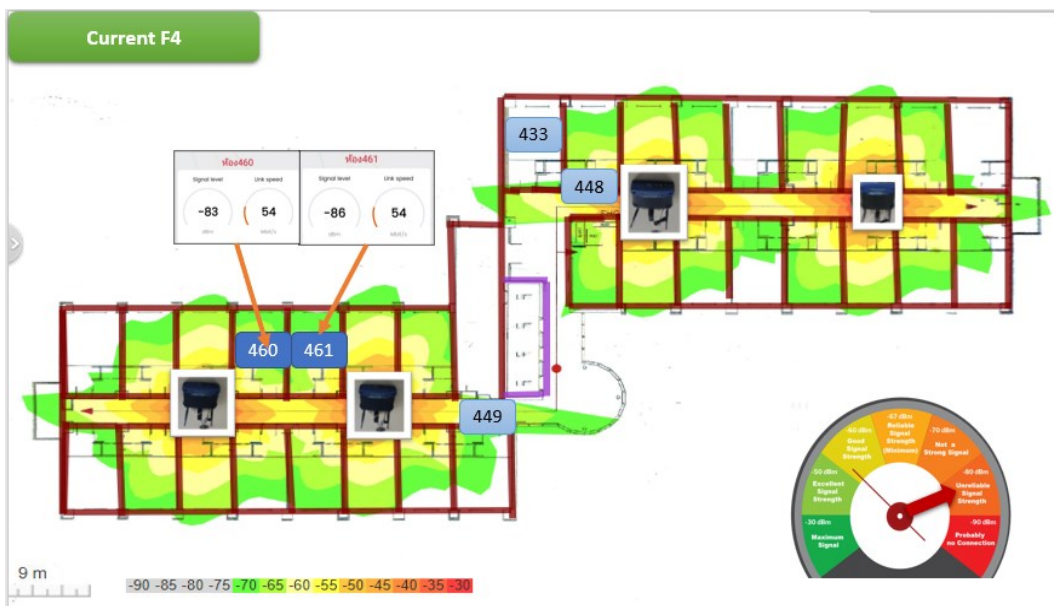 Current F4
433
448
ห้อง460
ห้อง461
Signal level
Link speed
Signal level
Link speed
-83
54
-86
54
dBm
Mbit/s
dBm
Mbit/s
460
461
449
-67 dBm
Reliable
Signal
Strength
(Minimum)
-60 dBm
Good
Signal
Strength
-70 dBm
Not a
Strong Signal
-50 dBm
Excellent
Signal
Strength
-80 dBm
Unreliable
Signal
Strength
-30 dBm
Maximum
Signal
-90 dBm
Probably
no Connection
9 m
-90 -85 -80 -75 -70 -65 -60 -55 -50 -45 -40 -35 -30